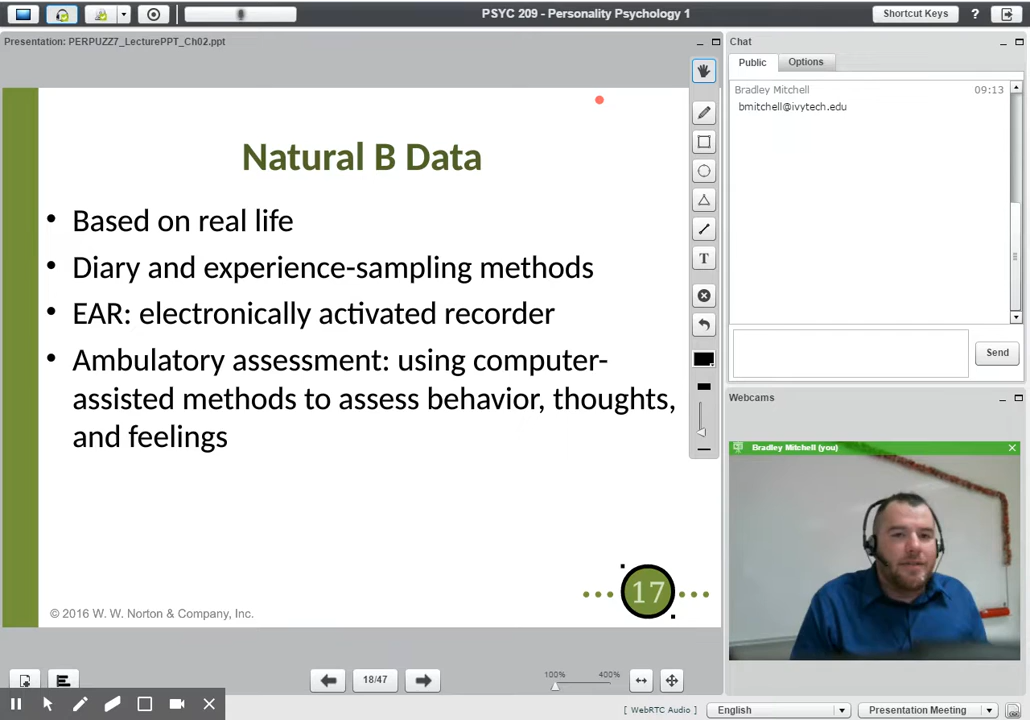 PSYC 209 - Personality Psychology 1
Shortcut Keys
?
Presentation: PERPUZZ7_LecturePPT_Ch02.ppt
Natural B Data
• Based on real life
• Diary and experience-sampling methods
• EAR: electronically activated recorder
• Ambulatory assessment: using computer-
assisted methods to assess behavior, thoughts,
and feelings
17
© 2016 W. W. Norton & Company, Inc.
T
18/47
100%
400%
Chat
Public
Options
Bradley Mitchell
09:13
bmitchell@ivytech.edu
Send
Webcams
Bradley Mitchell (you)
[ WebRTC Audio ]
English
Presentation Meeting